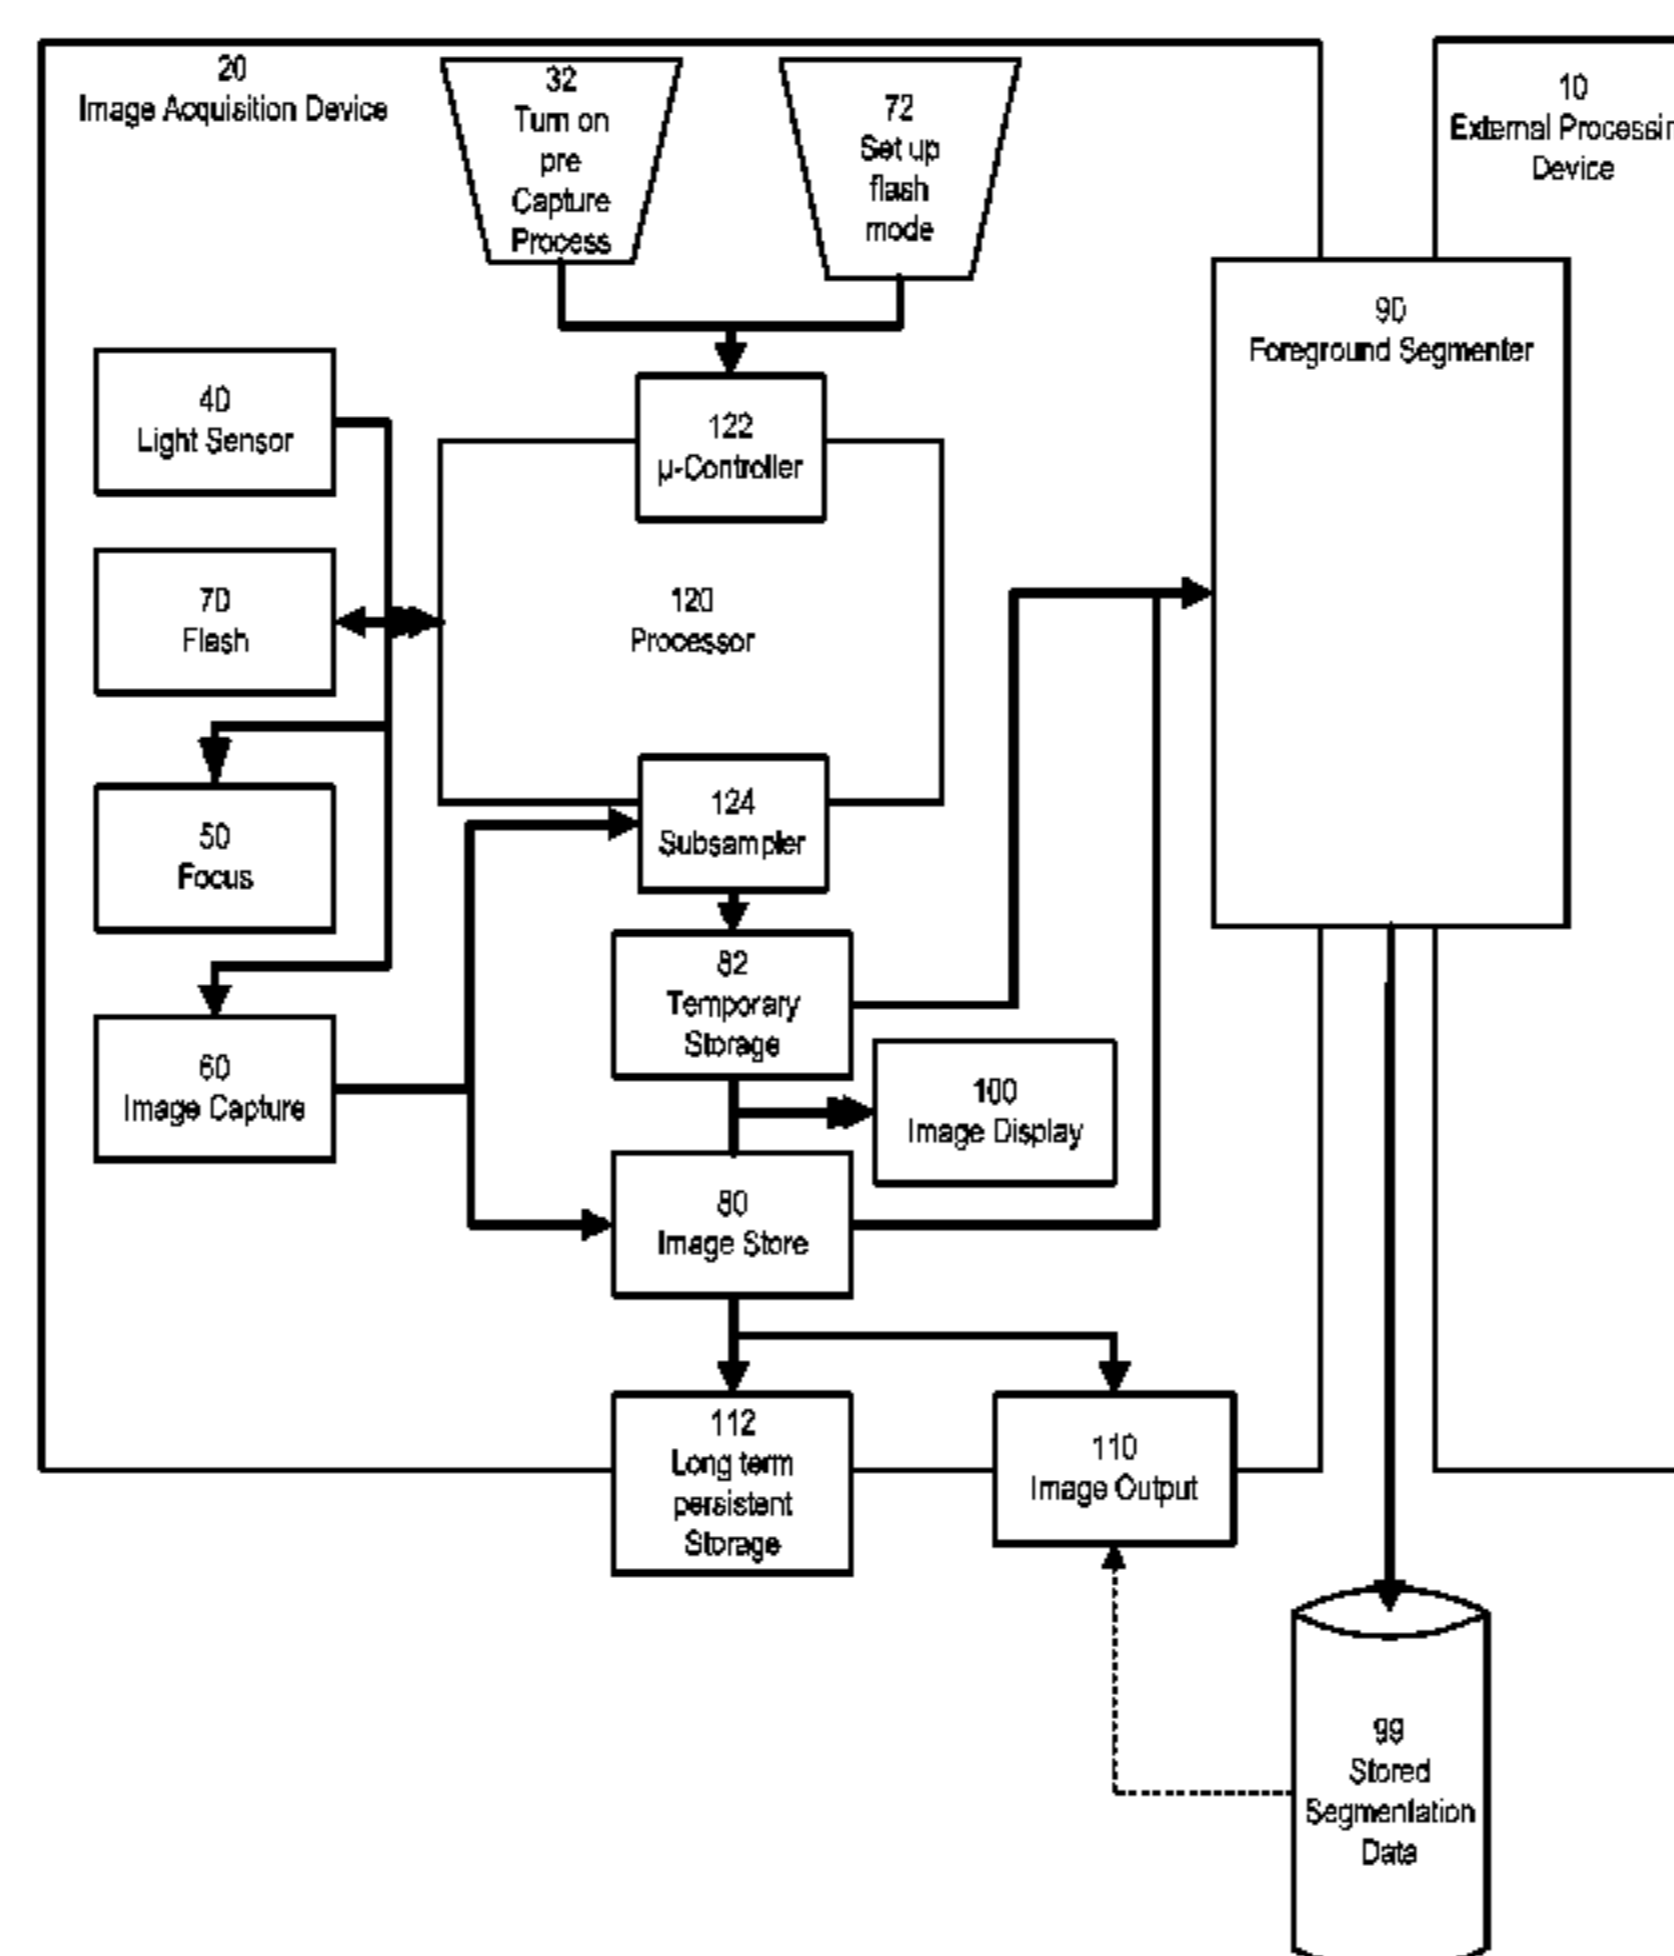 20
Image Acquisition Device
32
Turn on
pre
Capture
Process
72
Set up
flash
mode
10
External Processin
Device
90
Foreground Segmenter
40
Light Sensor
122
µ-Controller
70
Flash
120
Processor
50
Focus
124
Subsampler
82
Temporary
Storage
60
Image Capture
100
Image Display
80
Image Store
112
Long term
persistent
Storage
110
Image Output
99
Stored
Segmentation
Data